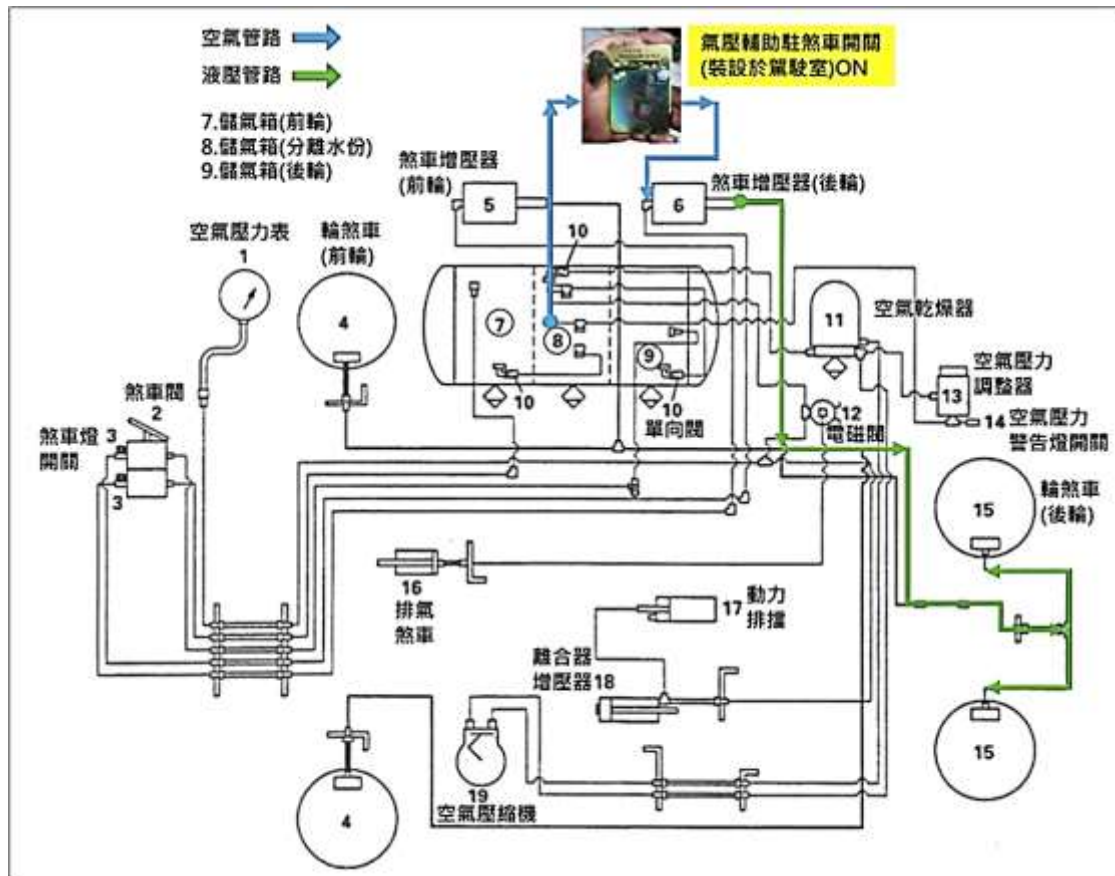 空氣管路
液壓管路
氣壓輔助駐煞車開關
(裝設於駕駛室)ON
7.儲氣箱(前輪)
8.儲氣箱(分離水份)
9.儲氣箱(後輪)
煞車增壓器
(前輪)
5
6
煞車增壓器(後輪)
空氣壓力表
1
輪煞車
(前輪)
4
10
7
8
9
10
10
單向閥
11
空氣乾燥器
空氣壓力
調整器
13
12
電磁閥
14 空氣壓力
警告燈開關
煞車閥
2
煞車燈
開關
3
3
15
輪煞車
(後輪)
16
排氣
煞車
17 動力
排擋
離合器
增壓器18
19
空氣壓縮機
4
15